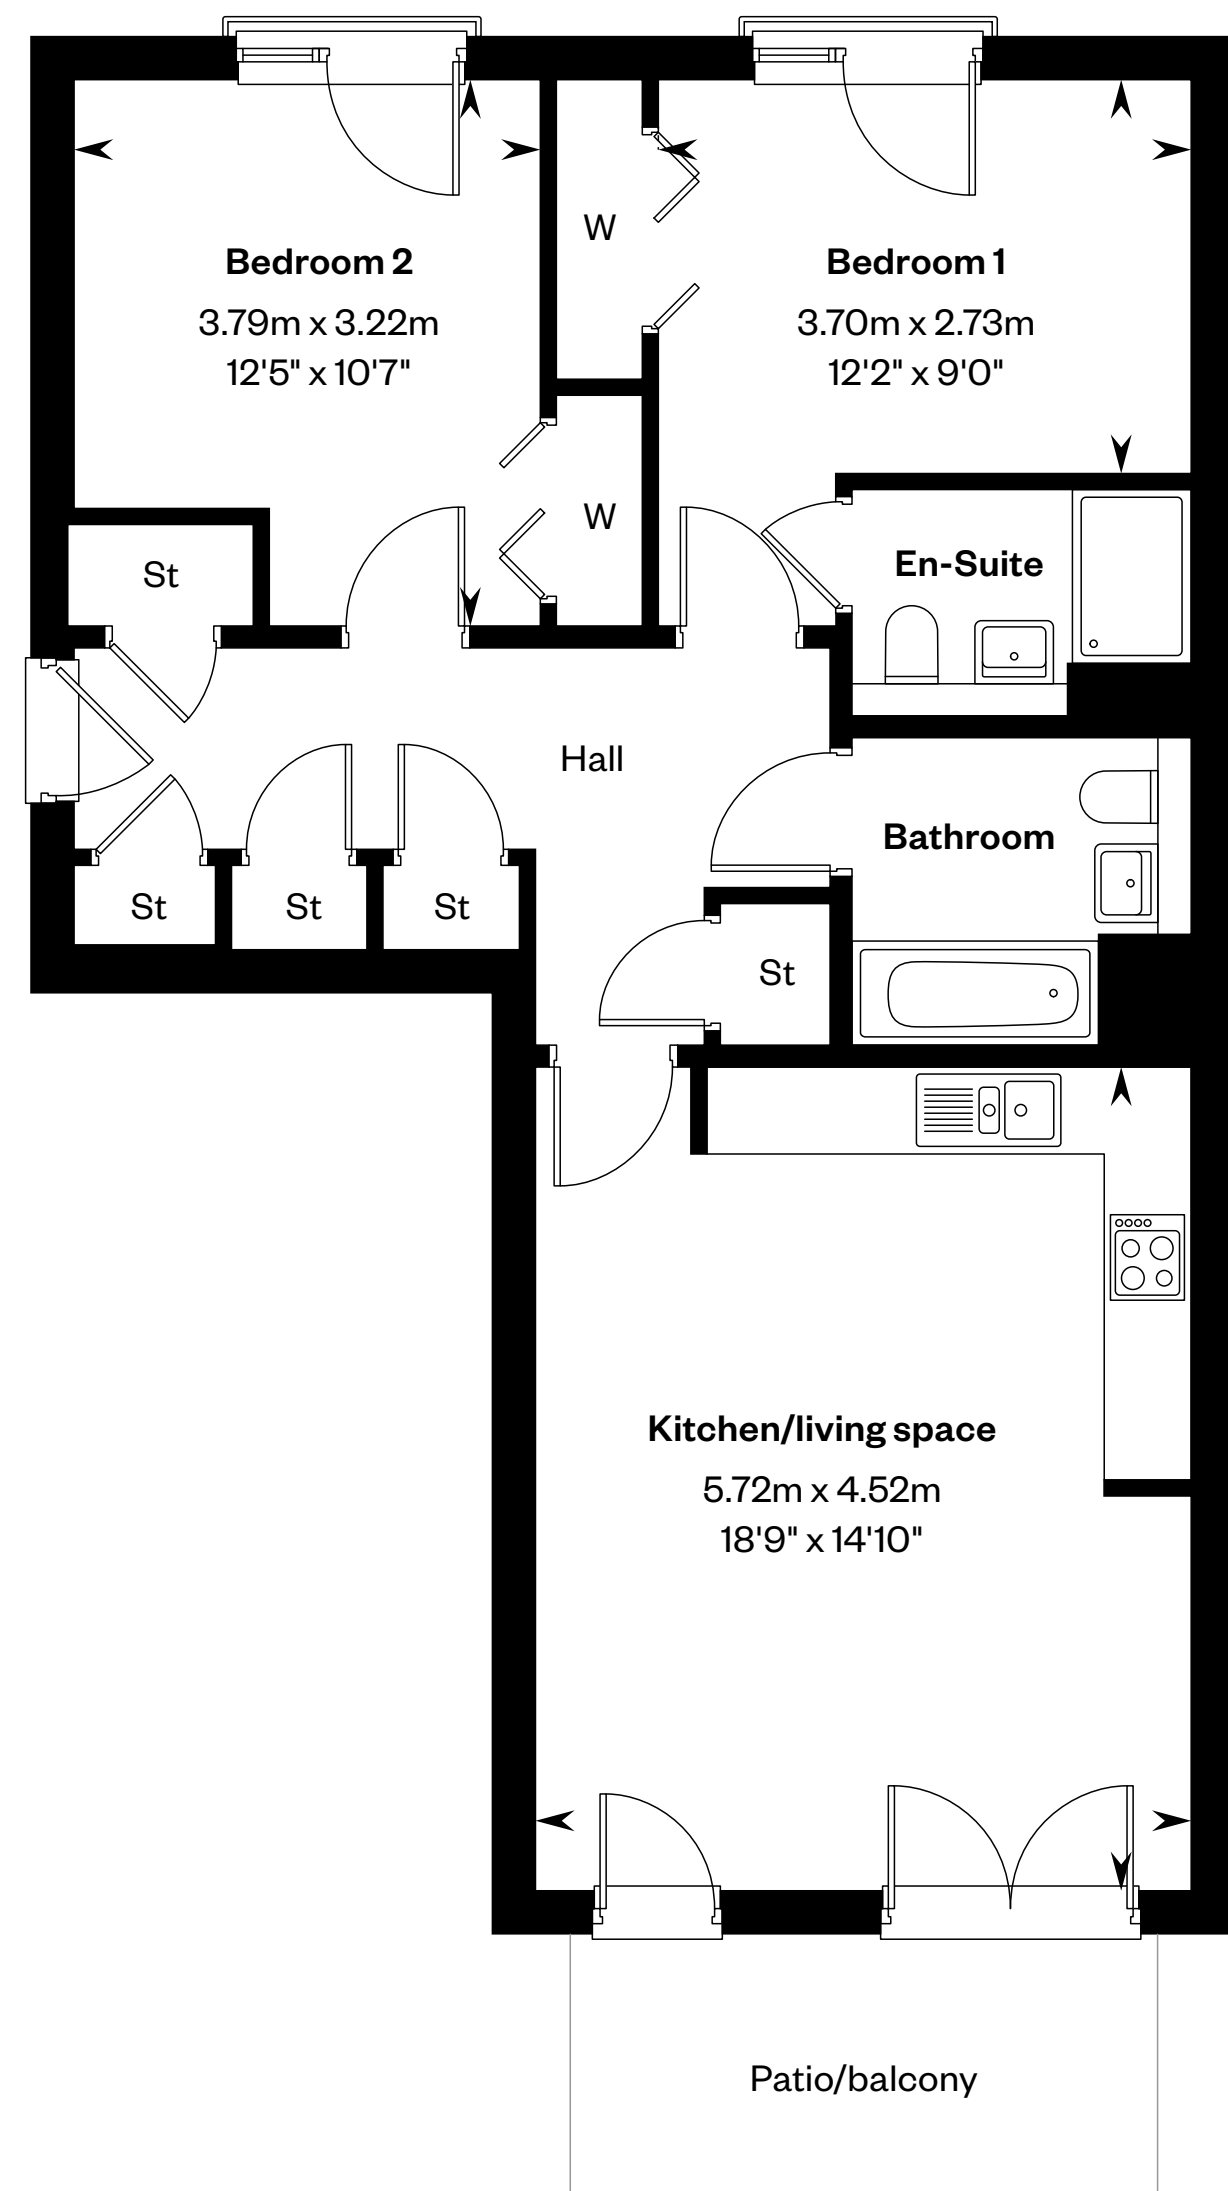 W
Bedroom 2
3.79m x 3.22m
12'5" x 10'7"
Bedroom 1
3.70m x 2.73m
12'2" x 9'0"
W
St
En-Suite
Hall
Bathroom
St
St
St
St
Kitchen/living space
5.72m x 4.52m
18'9" x 14'10"
Patio/balcony